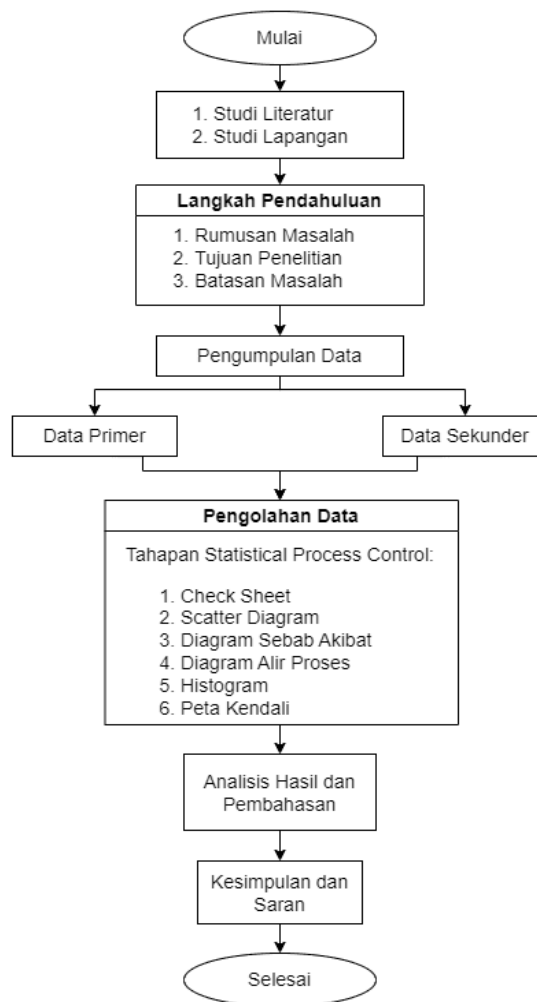 Mulai
1. Studi Literatur
2. Studi Lapangan
Langkah Pendahuluan
1. Rumusan Masalah
2. Tujuan Penelitian
3. Batasan Masalah
Pengumpulan Data
Data Primer
Data Sekunder
Pengolahan Data
Tahapan Statistical Process Control:
1. Check Sheet
2. Scatter Diagram
3. Diagram Sebab Akibat
4. Diagram Alir Proses
5. Histogram
6. Peta Kendali
Analisis Hasil dan
Pembahasan
Kesimpulan dan
Saran
Selesai